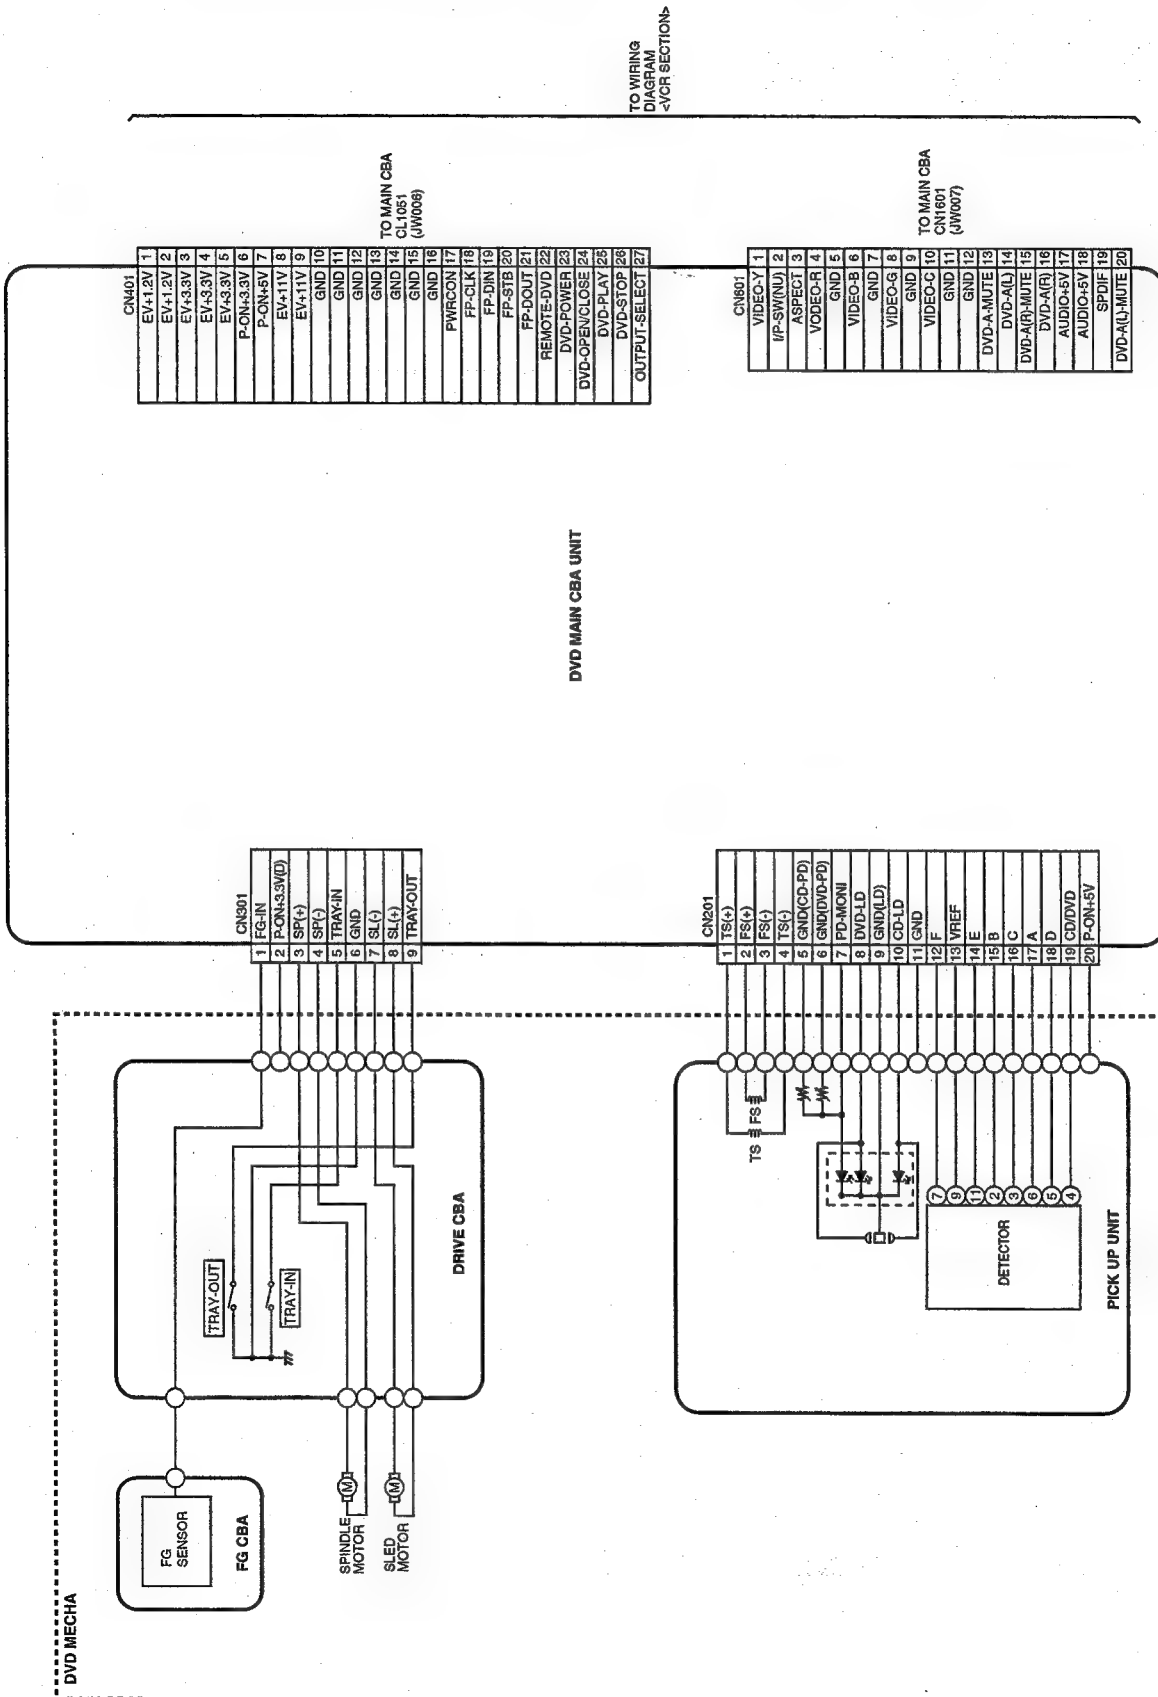 DVD MECHA
FG
SENSOR
FG CBA
SPINDLE
MOTOR
M
SLED
MOTOR
M
TRAY-OUT
TRAY-IN
DRIVE CBA
CN301
1 FG-IN
2 P-ON+3.3V(D)
3 SP(+)
4 SP(-)
5 TRAY-IN
6 GND
7 SL(-)
8 SL(+)
9 TRAY-OUT
TS
FS
DETECTOR
7
9
11
2
3
6
5
4
PICK UP UNIT
CN201
1 TS(+)
2 FS(+)
3 FS(-)
4 TS(-)
5 GND(CD-PD)
6 GND(DVD-PD)
7 PD-MONI
8 DVD-LD
9 GND(LD)
10 CD-LD
11 GND
12 F
13 VREF
14 E
15 B
16 C
17 A
18 D
19 CD/DVD
20 P-ON+5V
DVD MAIN CBA UNIT
CN401
EV+1.2V 1
EV+1.2V 2
EV+3.3V 3
EV+3.3V 4
EV+3.3V 5
P-ON+3.3V 6
P-ON+5V 7
EV+11V 8
EV+11V 9
GND 10
GND 11
GND 12
GND 13
GND 14
GND 15
GND 16
PWRCON 17
FP-CLK 18
FP-DIN 19
FP-STB 20
FP-DOUT 21
REMOTE-DVD 22
DVD-POWER 23
DVD-OPEN/CLOSE 24
DVD-PLAY 25
DVD-STOP 26
OUTPUT-SELECT 27
TO MAIN CBA
CL1051
(JW006)
CN601
VIDEO-Y 1
I/P-SW(NU) 2
ASPECT 3
VODEO-R 4
GND 5
VIDEO-B 6
GND 7
VIDEO-G 8
GND 9
VIDEO-C 10
GND 11
GND 12
DVD-A-MUTE 13
DVD-A(L) 14
DVD-A(R)-MUTE 15
DVD-A(R) 16
AUDIO+5V 17
AUDIO+5V 18
SPDIF 19
DVD-A(L)-MUTE 20
TO MAIN CBA
CN1601
(JW007)
TO WIRING
DIAGRAM
<VCR SECTION>